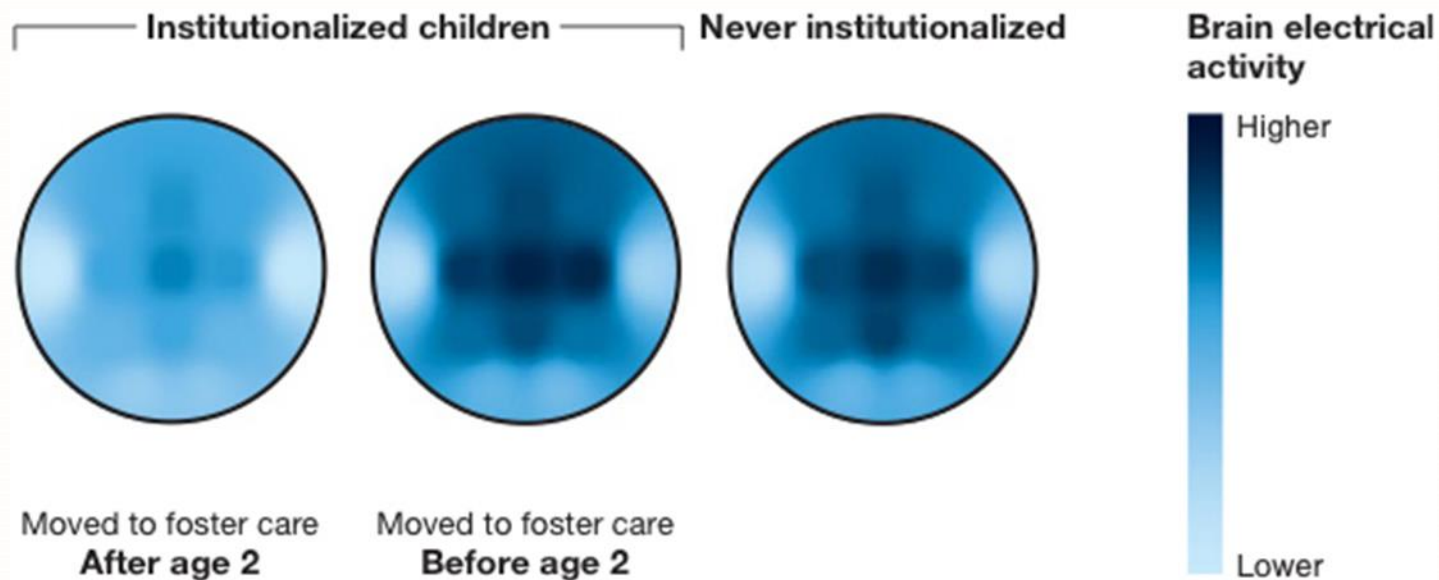 Institutionalized children
Never institutionalized
Brain electrical
activity
Higher
Lower
Moved to foster care
After age 2
Moved to foster care
Before age 2